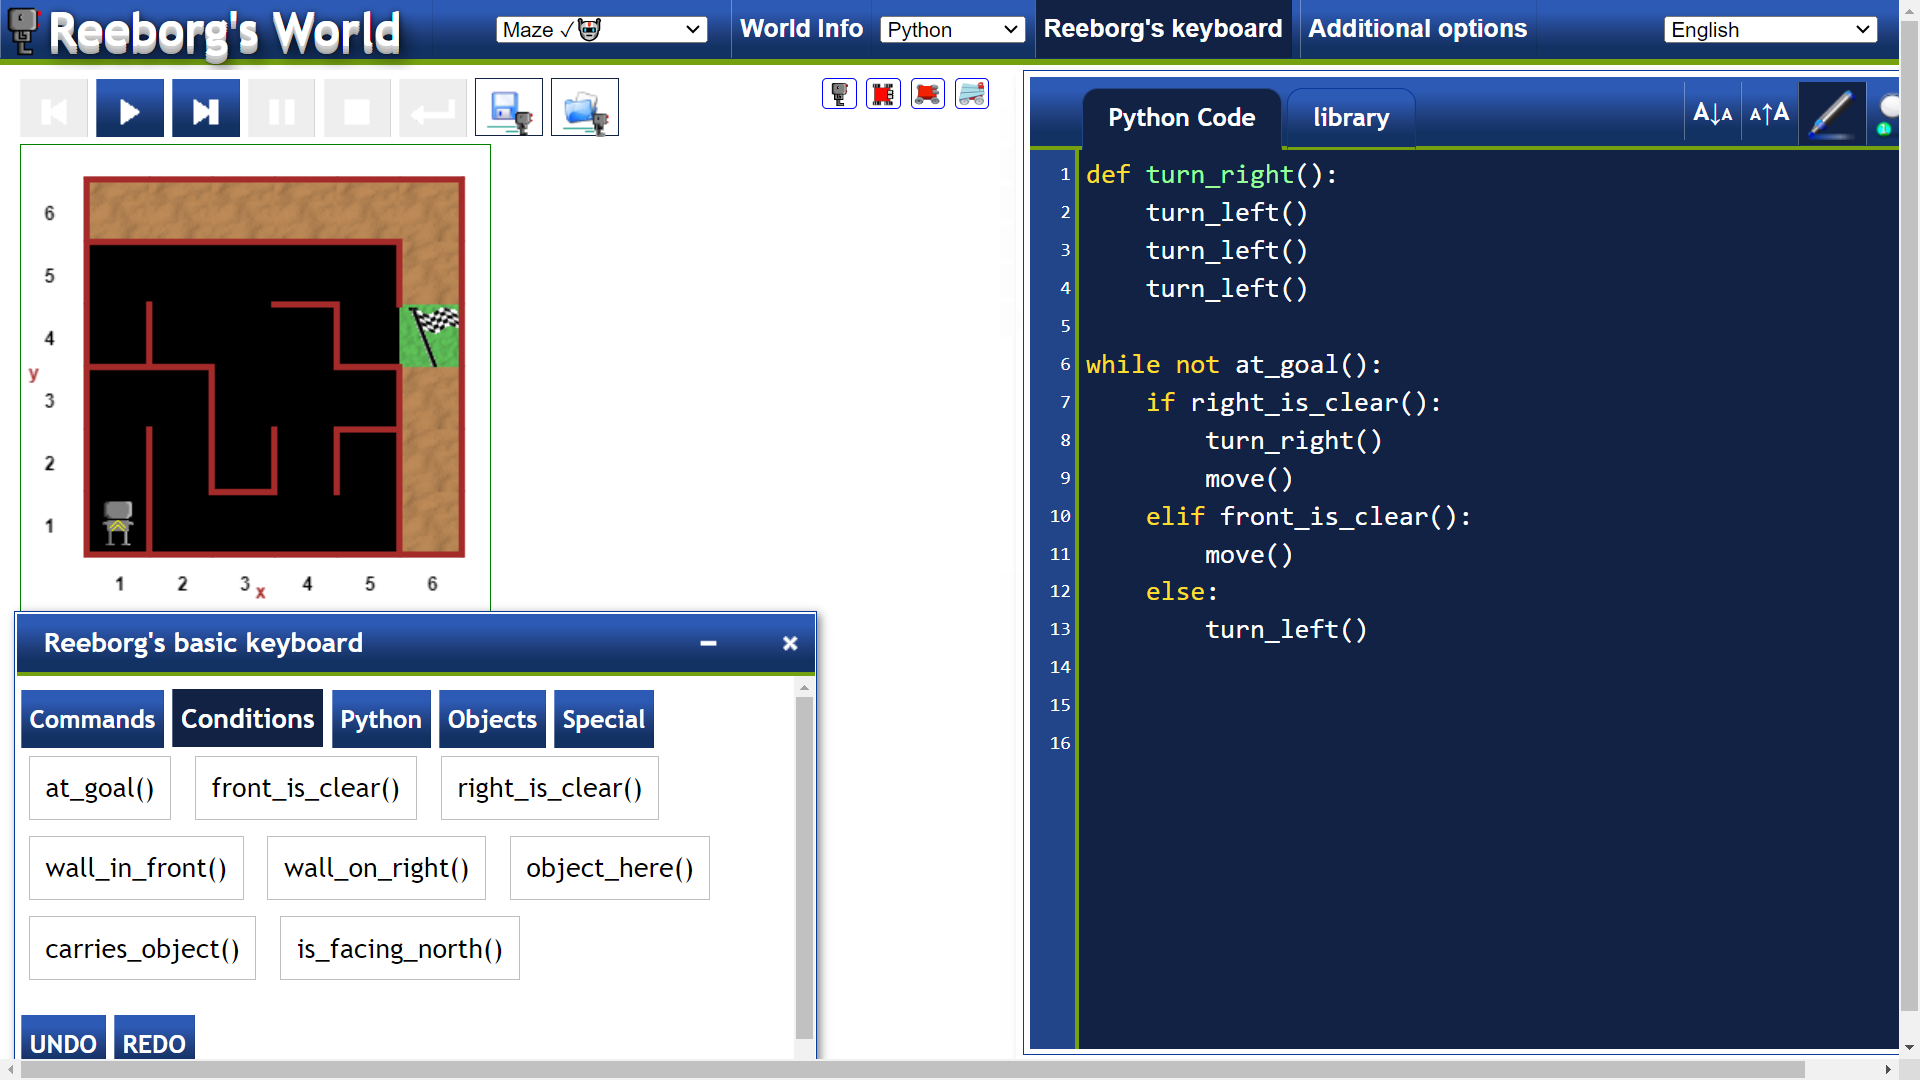 Reeborg's World
Maze ✓
World Info
Python
Reeborg's keyboard
Additional options
English
Python Code
library
A↓A
A↑A
1
6
5
4
y
3
2
1
1 2 3 x 4 5 6
1 def turn_right():
2 turn_left()
3 turn_left()
4 turn_left()
5
6 while not at_goal():
7 if right_is_clear():
8 turn_right()
9 move()
10 elif front_is_clear():
11 move()
12 else:
13 turn_left()
14
15
16
Reeborg's basic keyboard
Commands Conditions Python Objects Special
at_goal() front_is_clear() right_is_clear()
wall_in_front() wall_on_right() object_here()
carries_object() is_facing_north()
UNDO REDO